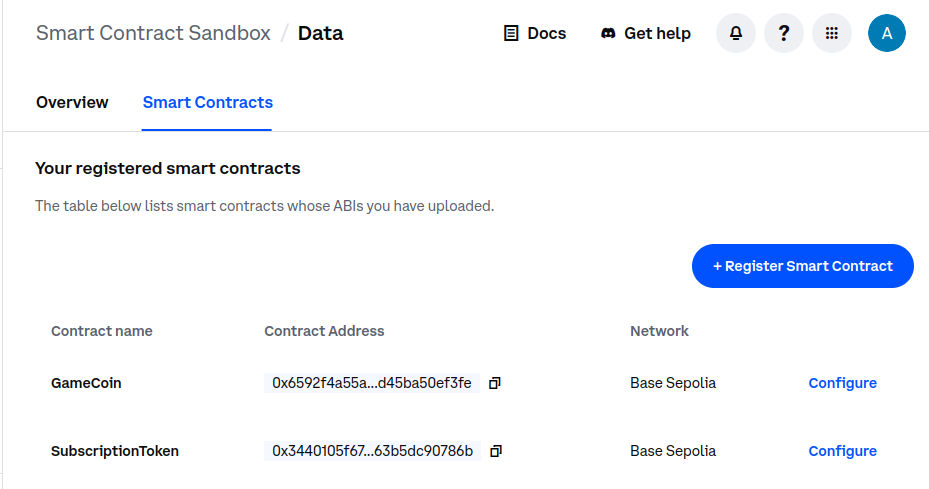 Smart Contract Sandbox / Data Docs Get help ? A
Overview Smart Contracts
Your registered smart contracts
The table below lists smart contracts whose ABIs you have uploaded.
+ Register Smart Contract
Contract name Contract Address Network
GameCoin 0x6592f4a55a...d45ba50ef3fe Base Sepolia Configure
SubscriptionToken 0x3440105f67...63b5dc90786b Base Sepolia Configure